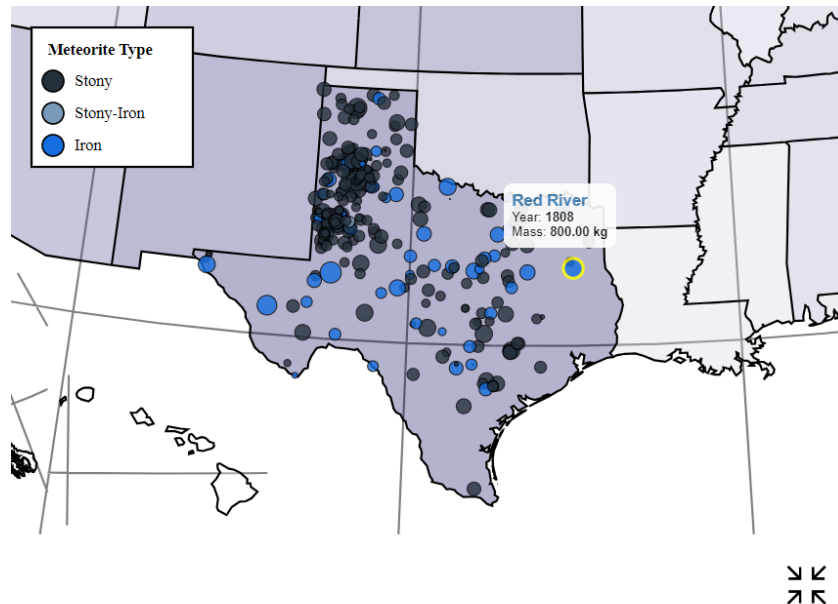 Meteorite Type
Stony
Stony-Iron
Iron
Red River
Year: 1808
Mass: 800.00 kg